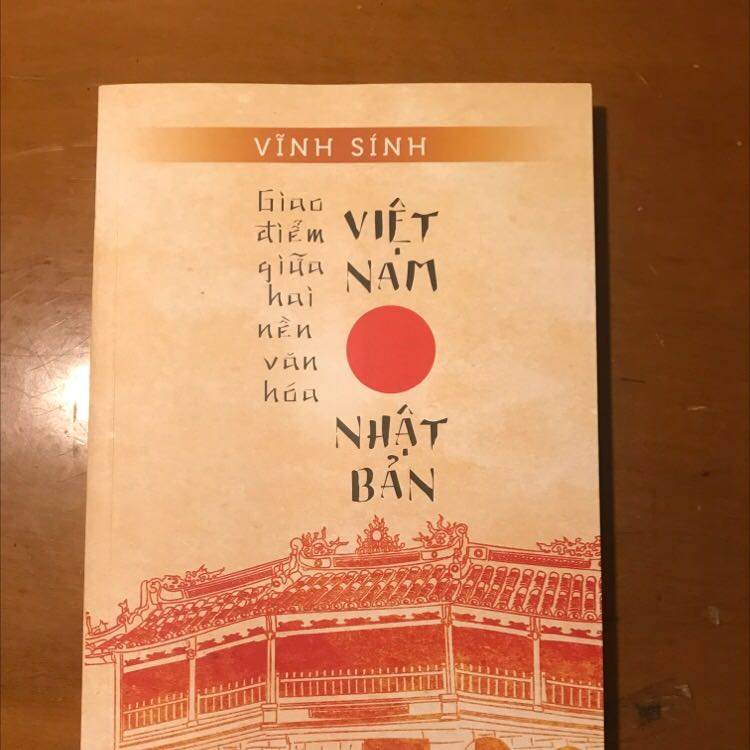 VĨNH SÍNH
Giao
điểm
giữa
hai
nền
văn
hóa
VIỆT
NAM
NHẬT
BẢN